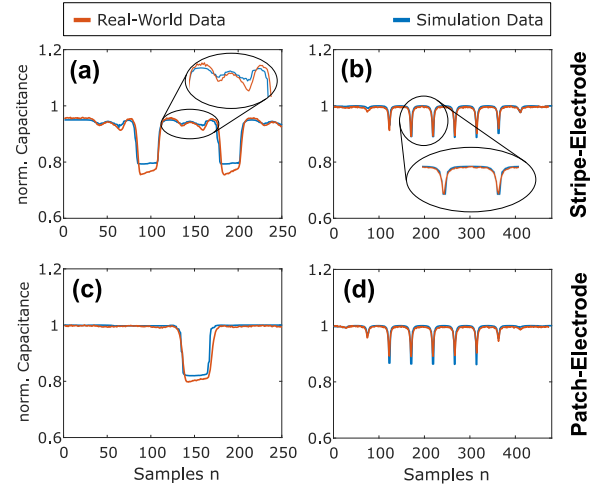 Real-World Data Simulation Data
(a) (b)
norm. Capacitance
1.2
1
0.8
0.6
0 50 100 150 200 250
1.2
1
0.8
0.6
0 100 200 300 400
Stripe-Electrode
(c) (d)
norm. Capacitance
1.2
1
0.8
0.6
0 50 100 150 200 250
Samples n
1.2
1
0.8
0.6
0 100 200 300 400
Samples n
Patch-Electrode